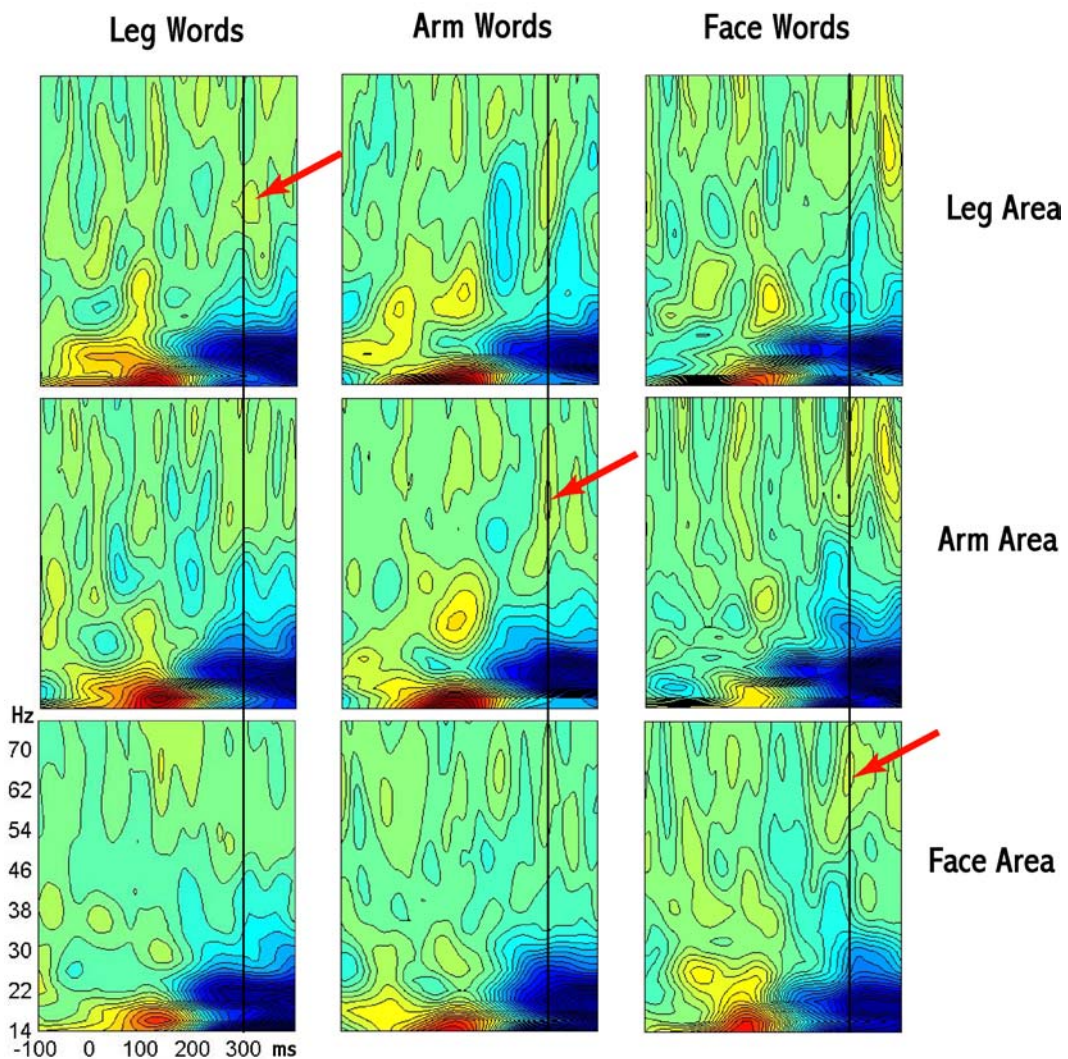 Leg Words Arm Words Face Words
Leg Area
Arm Area
Hz
70
62
54
46
Face Area
38
30
22
14
-100 0 100 200 300 ms